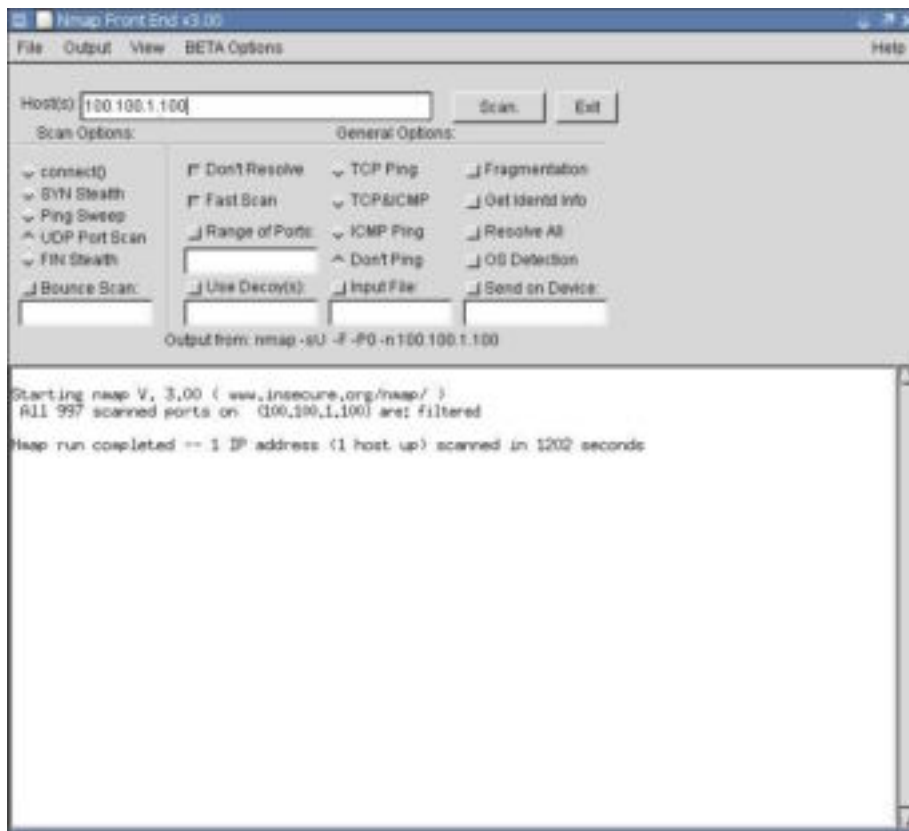 Nmap Front End v3.00
File Output View BETA Options Help
Host(s): 100.100.1.100 Scan. Exit
Scan Options: General Options:
connect() Don't Resolve TCP Ping Fragmentation
SYN Stealth Fast Scan TCP&ICMP Get Identd Info
Ping Sweep Range of Ports: ICMP Ping Resolve All
UDP Port Scan Don't Ping OS Detection
FIN Stealth
Bounce Scan: Use Decoy(s): Input File: Send on Device:
Output from: nmap -sU -F -P0 -n 100.100.1.100
Starting nmap V. 3.00 ( www.insecure.org/nmap/ )
All 997 scanned ports on (100.100.1.100) are: filtered
Nmap run completed -- 1 IP address (1 host up) scanned in 1202 seconds